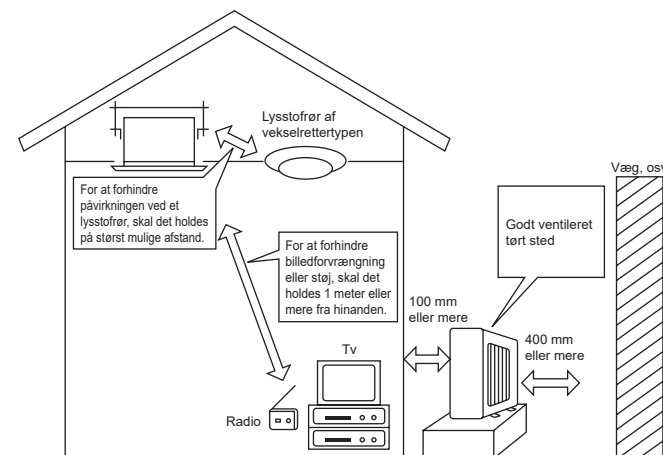 Lysstofrør af
vekselrettertypen
For at forhindre
påvirkningen ved et
lysstofrør, skal det holdes
på størst mulige afstand.
For at forhindre
billedforvrængning
eller støj, skal det
holdes 1 meter eller
mere fra hinanden.
Tv
Radio
100 mm
eller mere
Godt ventileret
tørt sted
400 mm
eller mere
Væg, osv